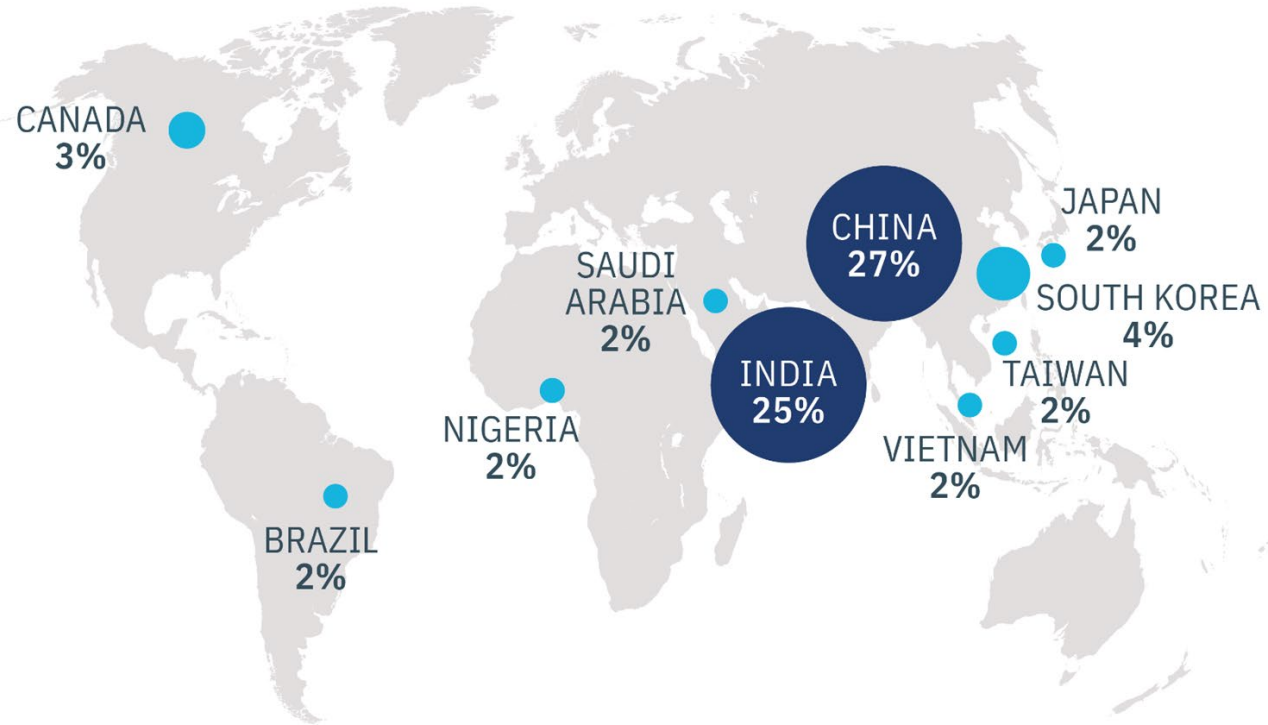 CANADA
3%
CHINA
27%
JAPAN
2%
SAUDI
ARABIA
2%
SOUTH KOREA
4%
INDIA
25%
TAIWAN
2%
NIGERIA
2%
VIETNAM
2%
BRAZIL
2%